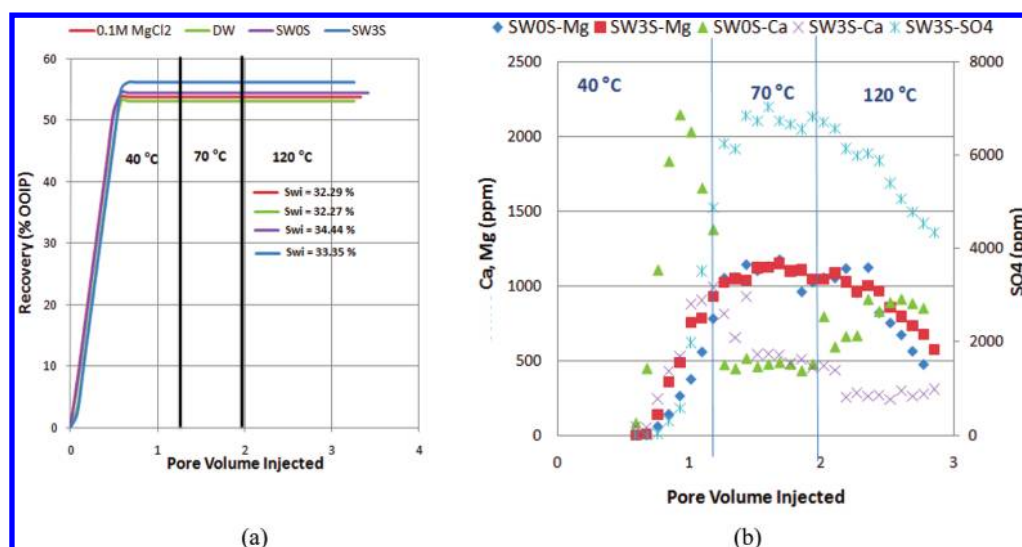 0.1M MgCl2 DW SW0S SW3S
60
50
40
30
20
10
0
Recovery (% OOIP)
40 °C 70 °C 120 °C
Swi = 32.29 %
Swi = 32.27 %
Swi = 34.44 %
Swi = 33.35 %
0 1 2 3 4
Pore Volume Injected
(a)
SW0S-Mg SW3S-Mg SW0S-Ca SW3S-Ca SW3S-SO4
2500
2000
1500
1000
500
0
Ca, Mg (ppm)
40 °C 70 °C 120 °C
8000
6000
4000
2000
0
SO4 (ppm)
0 1 2 3
Pore Volume Injected
(b)